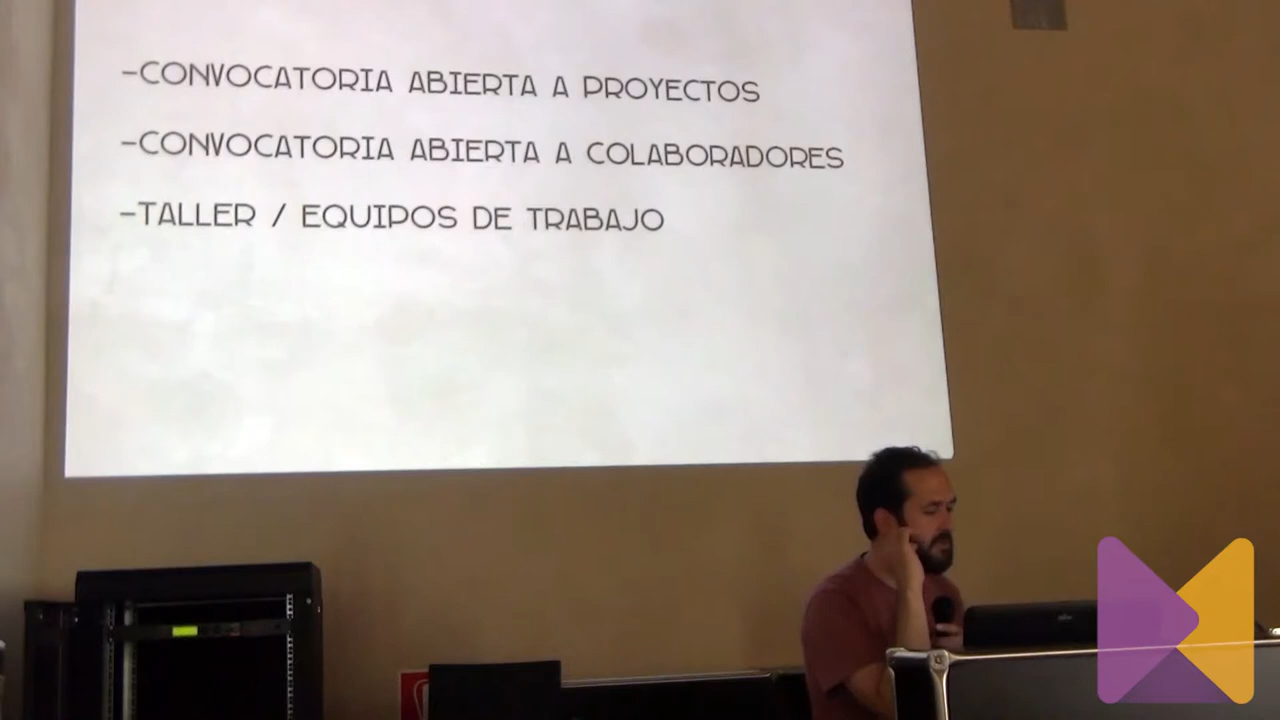 -CONVOCATORIA ABIERTA A PROYECTOS
-CONVOCATORIA ABIERTA A COLABORADORES
-TALLER / EQUIPOS DE TRABAJO